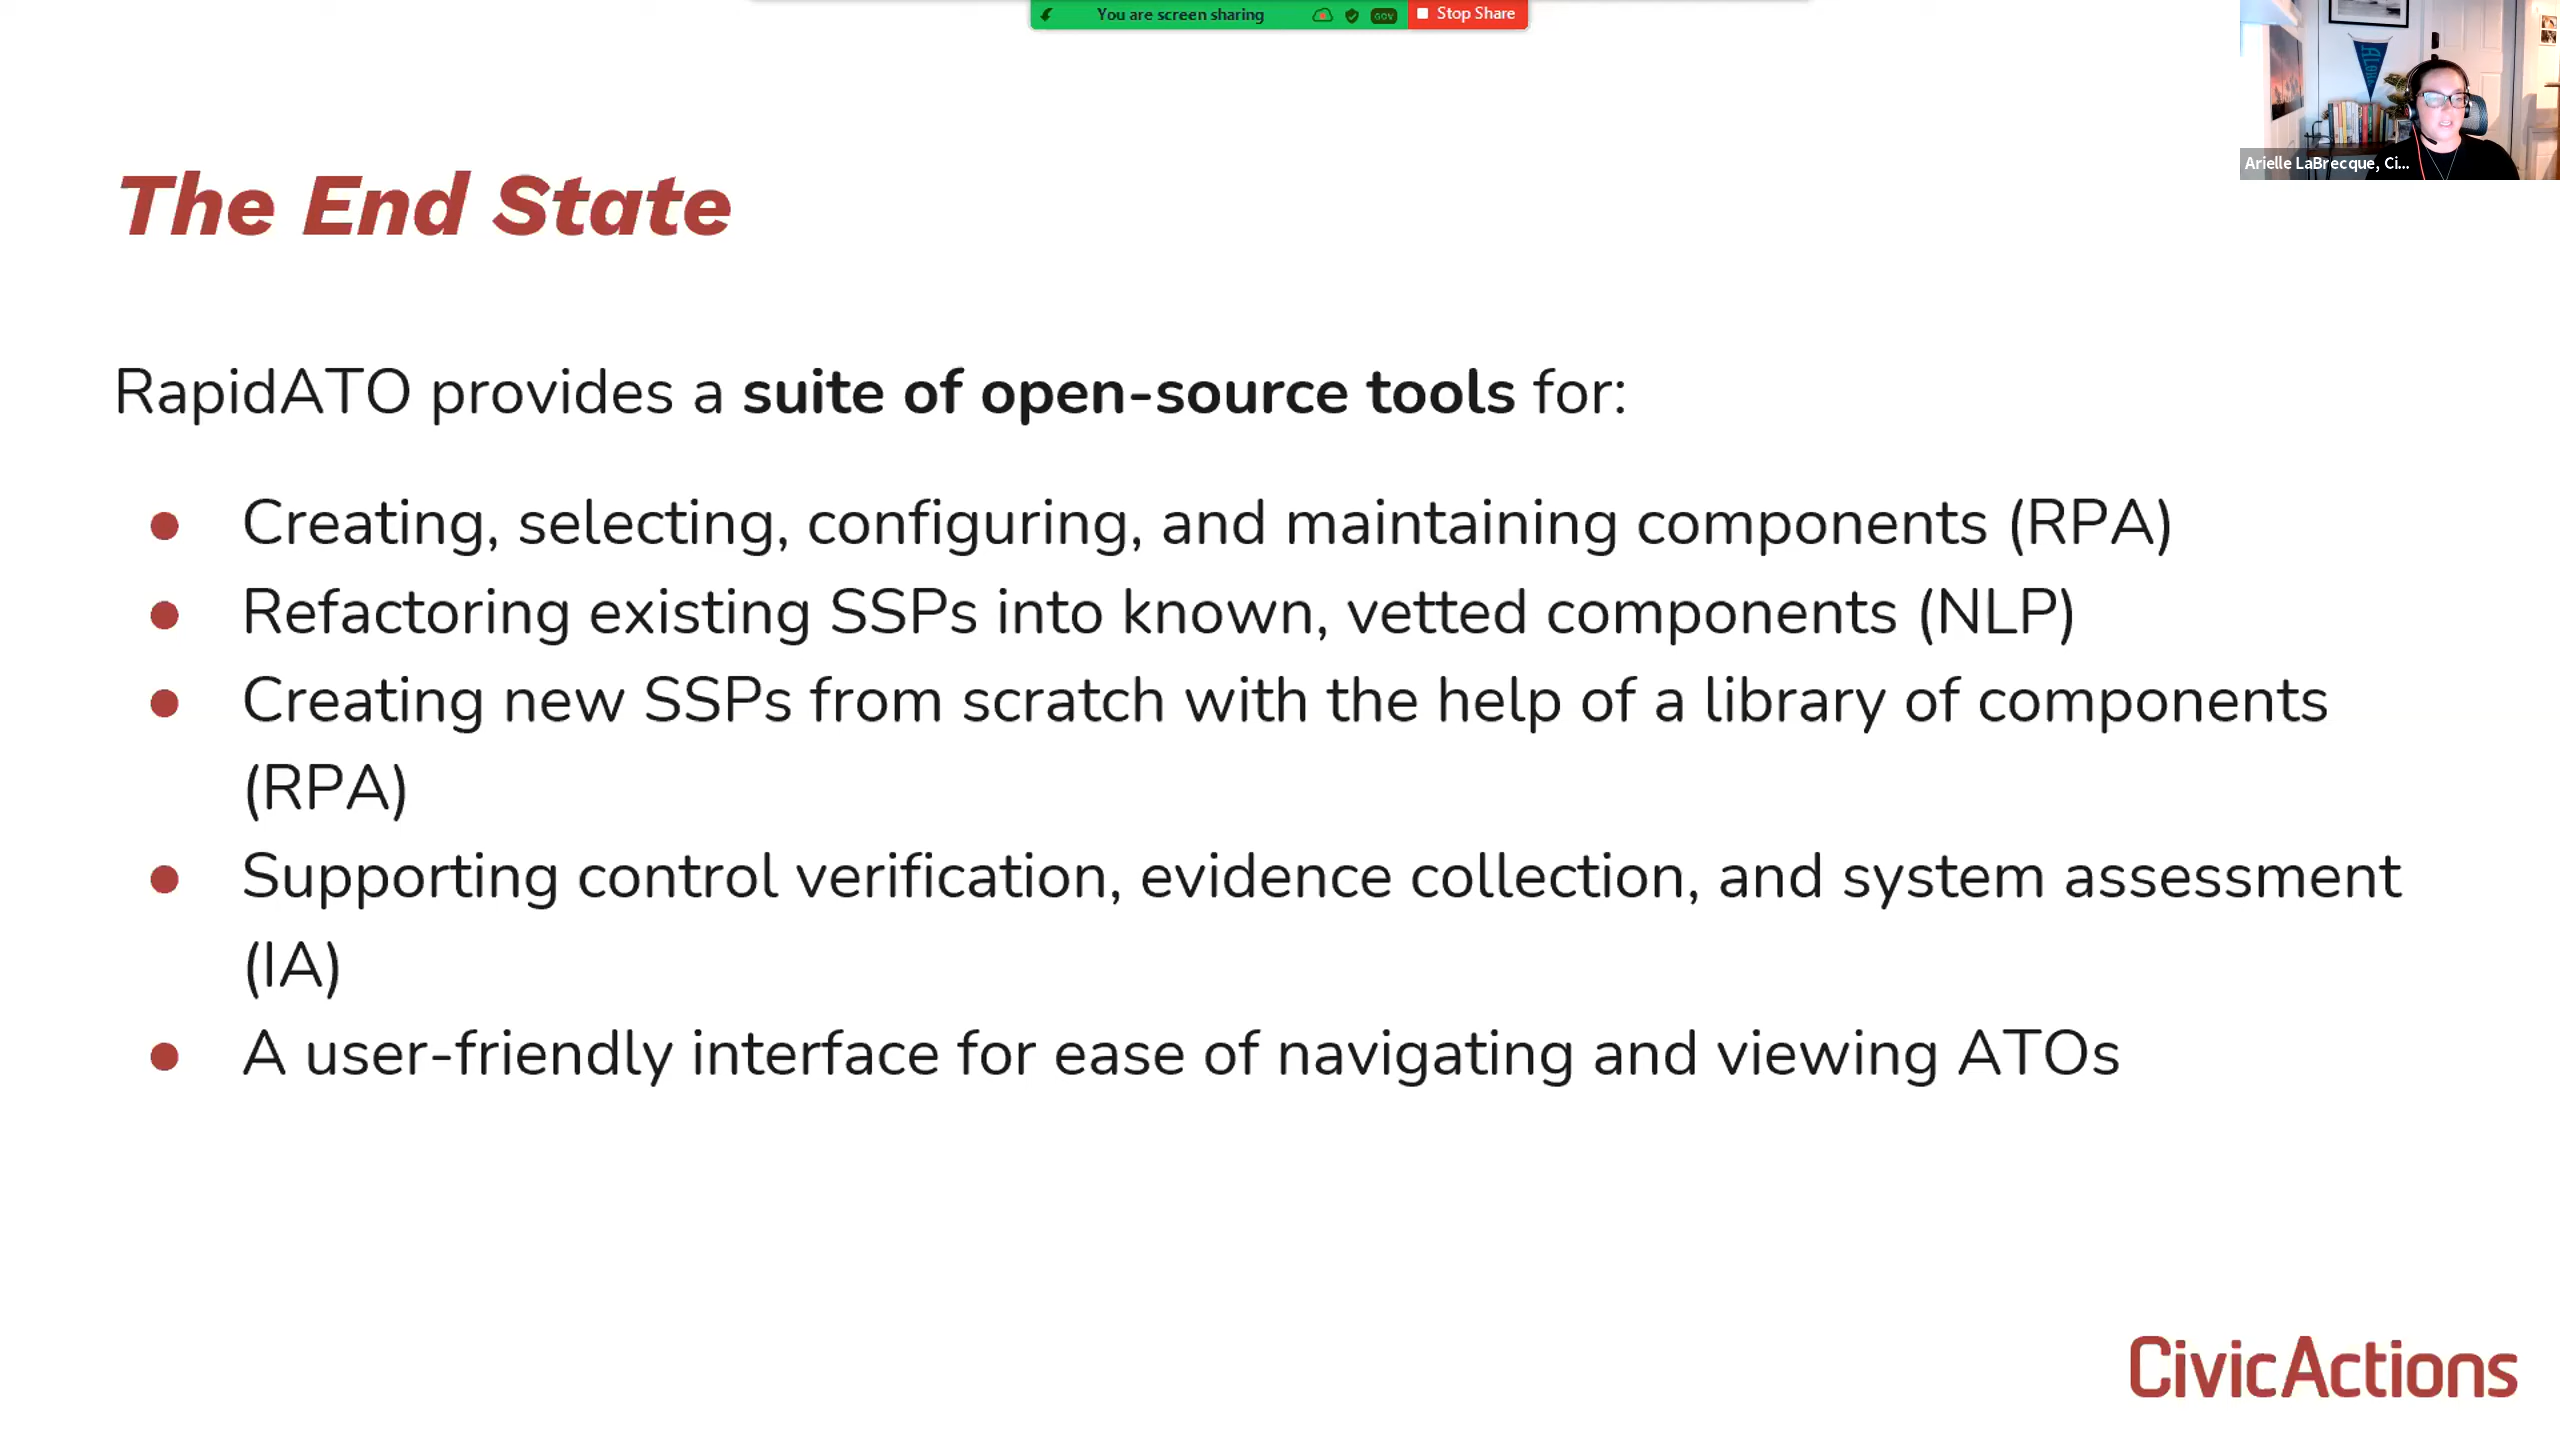 You are screen sharing
GOV
Stop Share
ALOHA
Arielle LaBrecque, Ci...
The End State
RapidATO provides a suite of open-source tools for:
● Creating, selecting, configuring, and maintaining components (RPA)
● Refactoring existing SSPs into known, vetted components (NLP)
● Creating new SSPs from scratch with the help of a library of components
(RPA)
● Supporting control verification, evidence collection, and system assessment
(IA)
● A user-friendly interface for ease of navigating and viewing ATOs
CivicActions